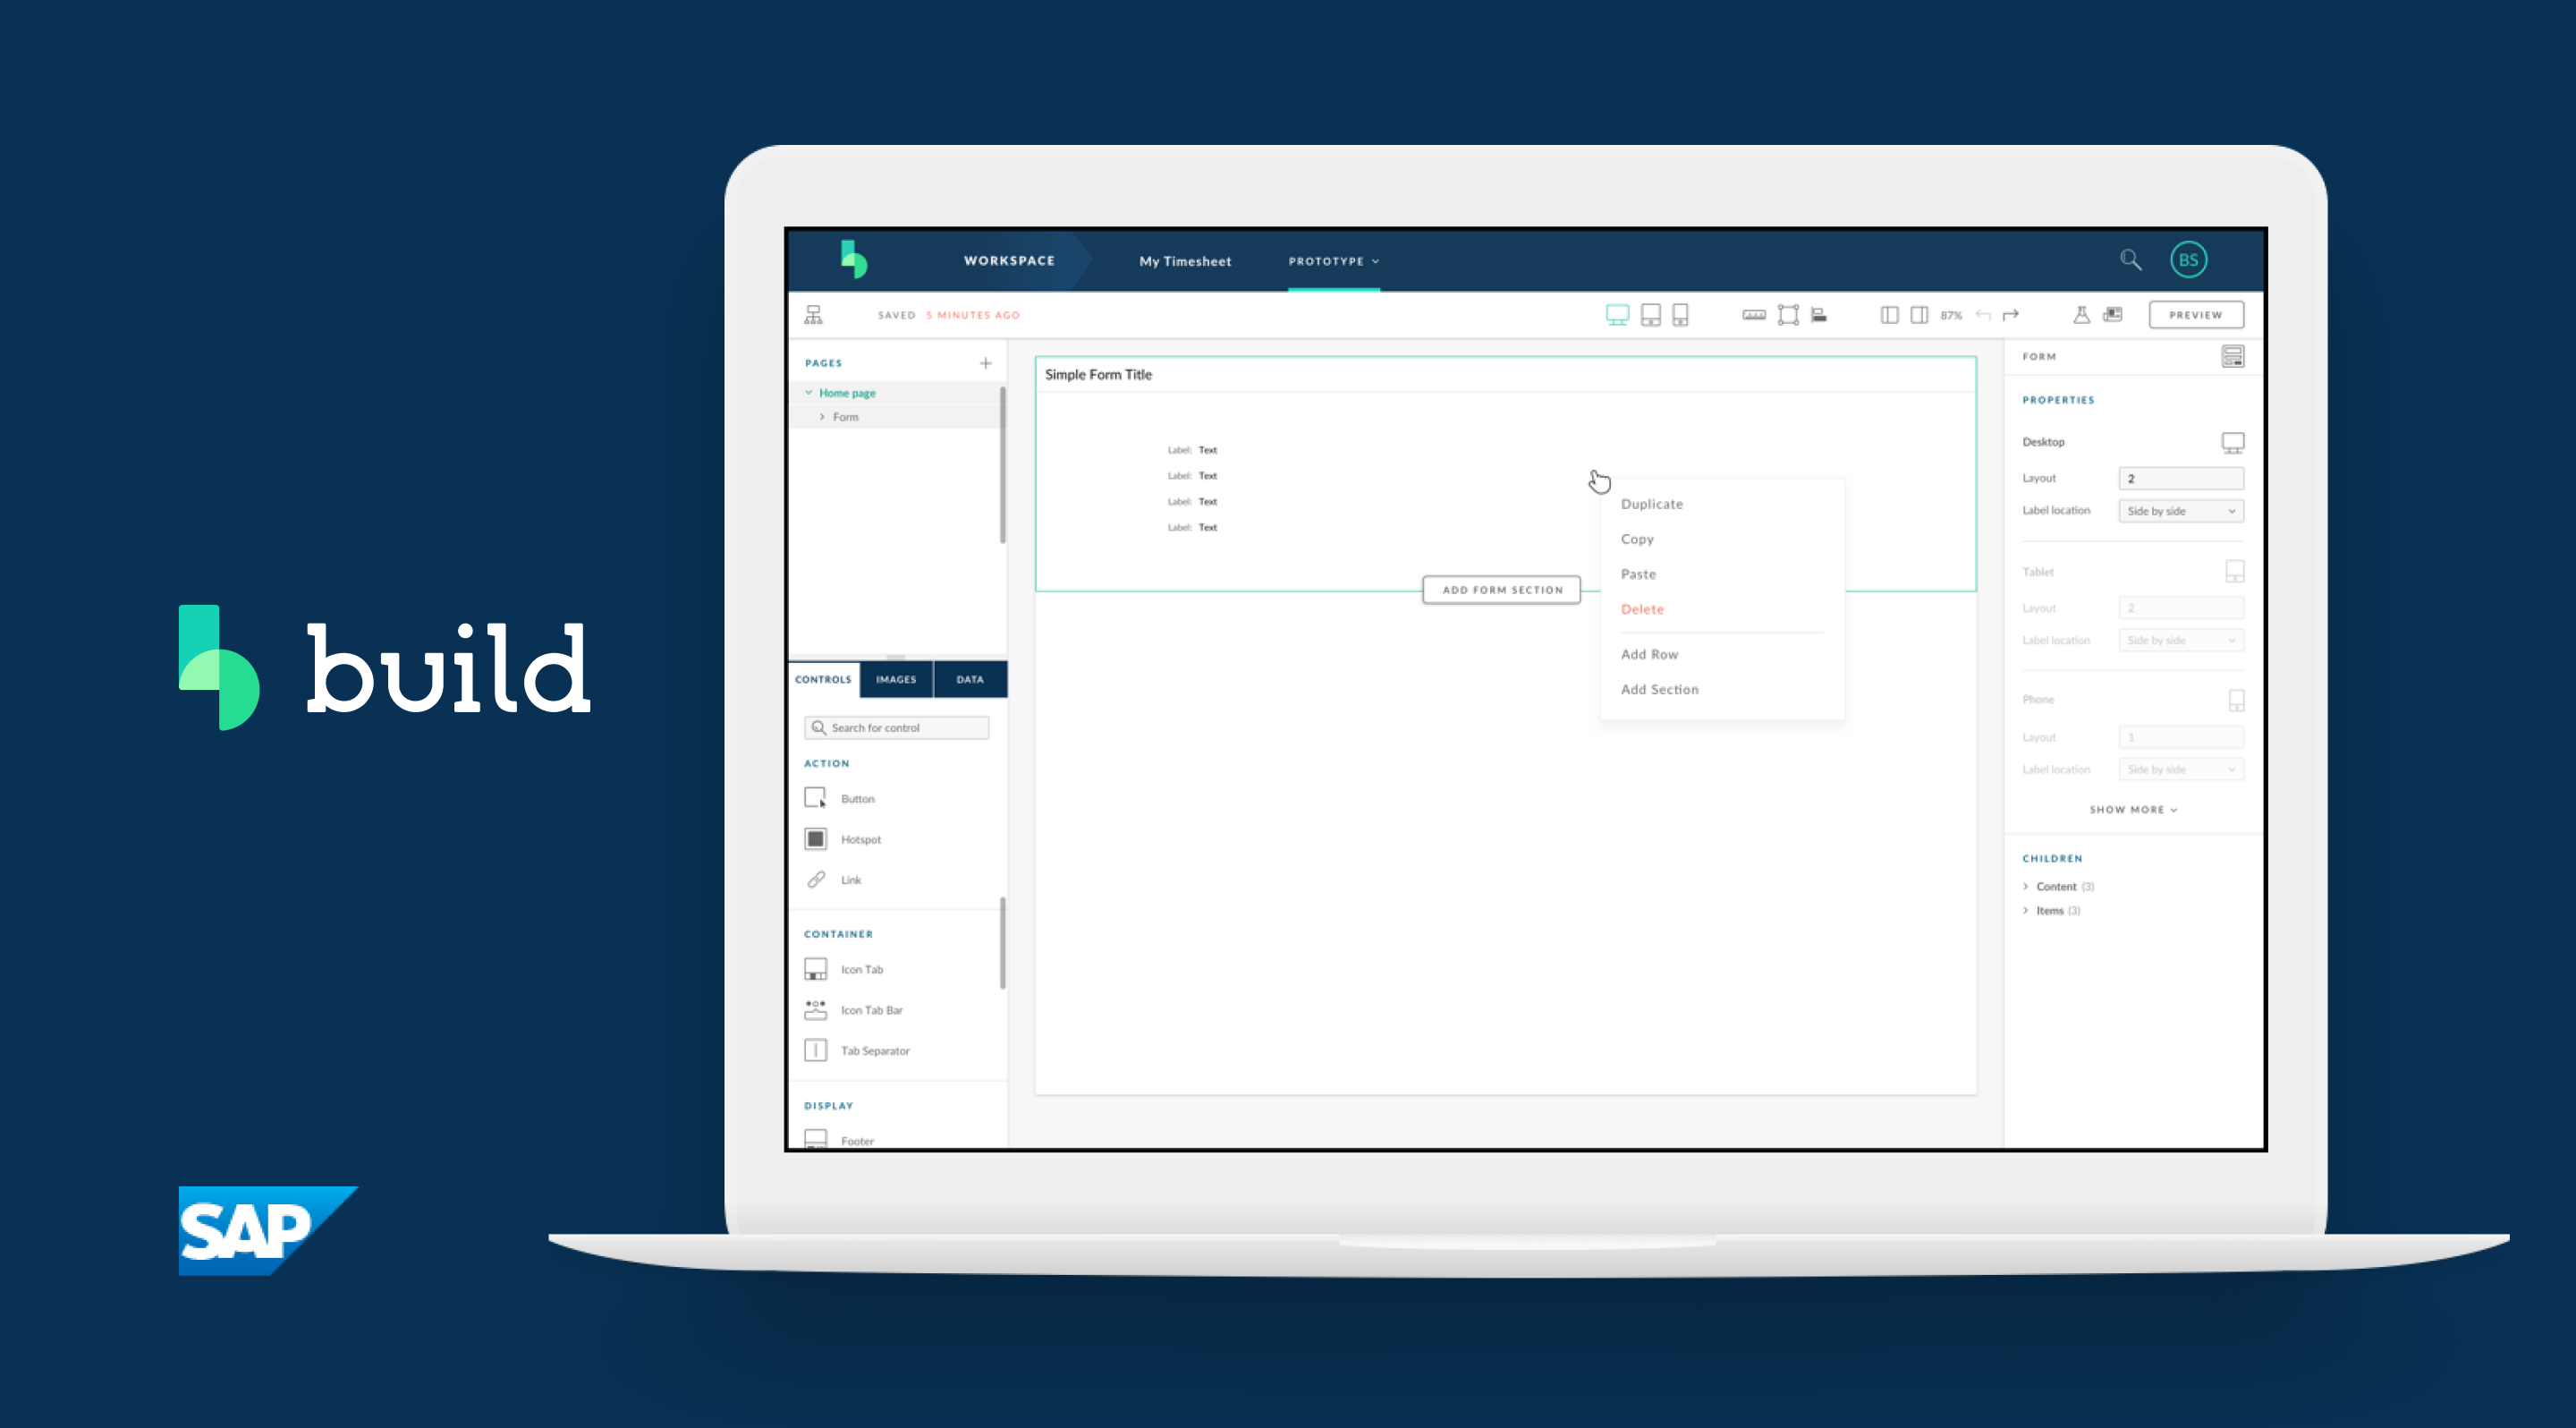 build
SAP
WORKSPACE
My Timesheet
PROTOTYPE
BS
SAVED 5 MINUTES AGO
87%
PREVIEW
PAGES
Home page
Form
CONTROLS
IMAGES
DATA
Search for control
ACTION
Button
Hotspot
Link
CONTAINER
Icon Tab
Icon Tab Bar
Tab Separator
DISPLAY
Footer
Simple Form Title
Label: Text
Label: Text
Label: Text
Label: Text
ADD FORM SECTION
Duplicate
Copy
Paste
Delete
Add Row
Add Section
FORM
PROPERTIES
Desktop
Layout 2
Label location Side by side
Tablet
Layout 2
Label location Side by side
Phone
Layout 1
Label location Side by side
SHOW MORE
CHILDREN
Content (3)
Items (3)